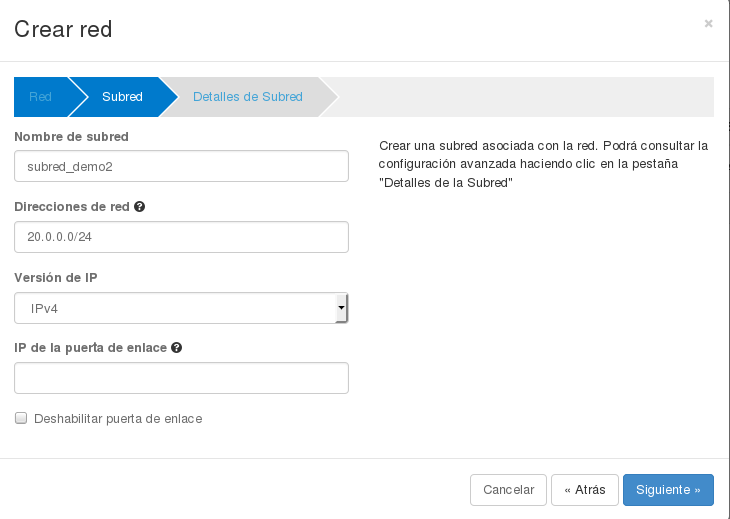 Crear red
×
Red
Subred
Detalles de Subred
Nombre de subred
subred_demo2
Direcciones de red ?
20.0.0.0/24
Versión de IP
IPv4
IP de la puerta de enlace ?
Deshabilitar puerta de enlace
Crear una subred asociada con la red. Podrá consultar la
configuración avanzada haciendo clic en la pestaña
"Detalles de la Subred"
Cancelar
« Atrás
Siguiente »